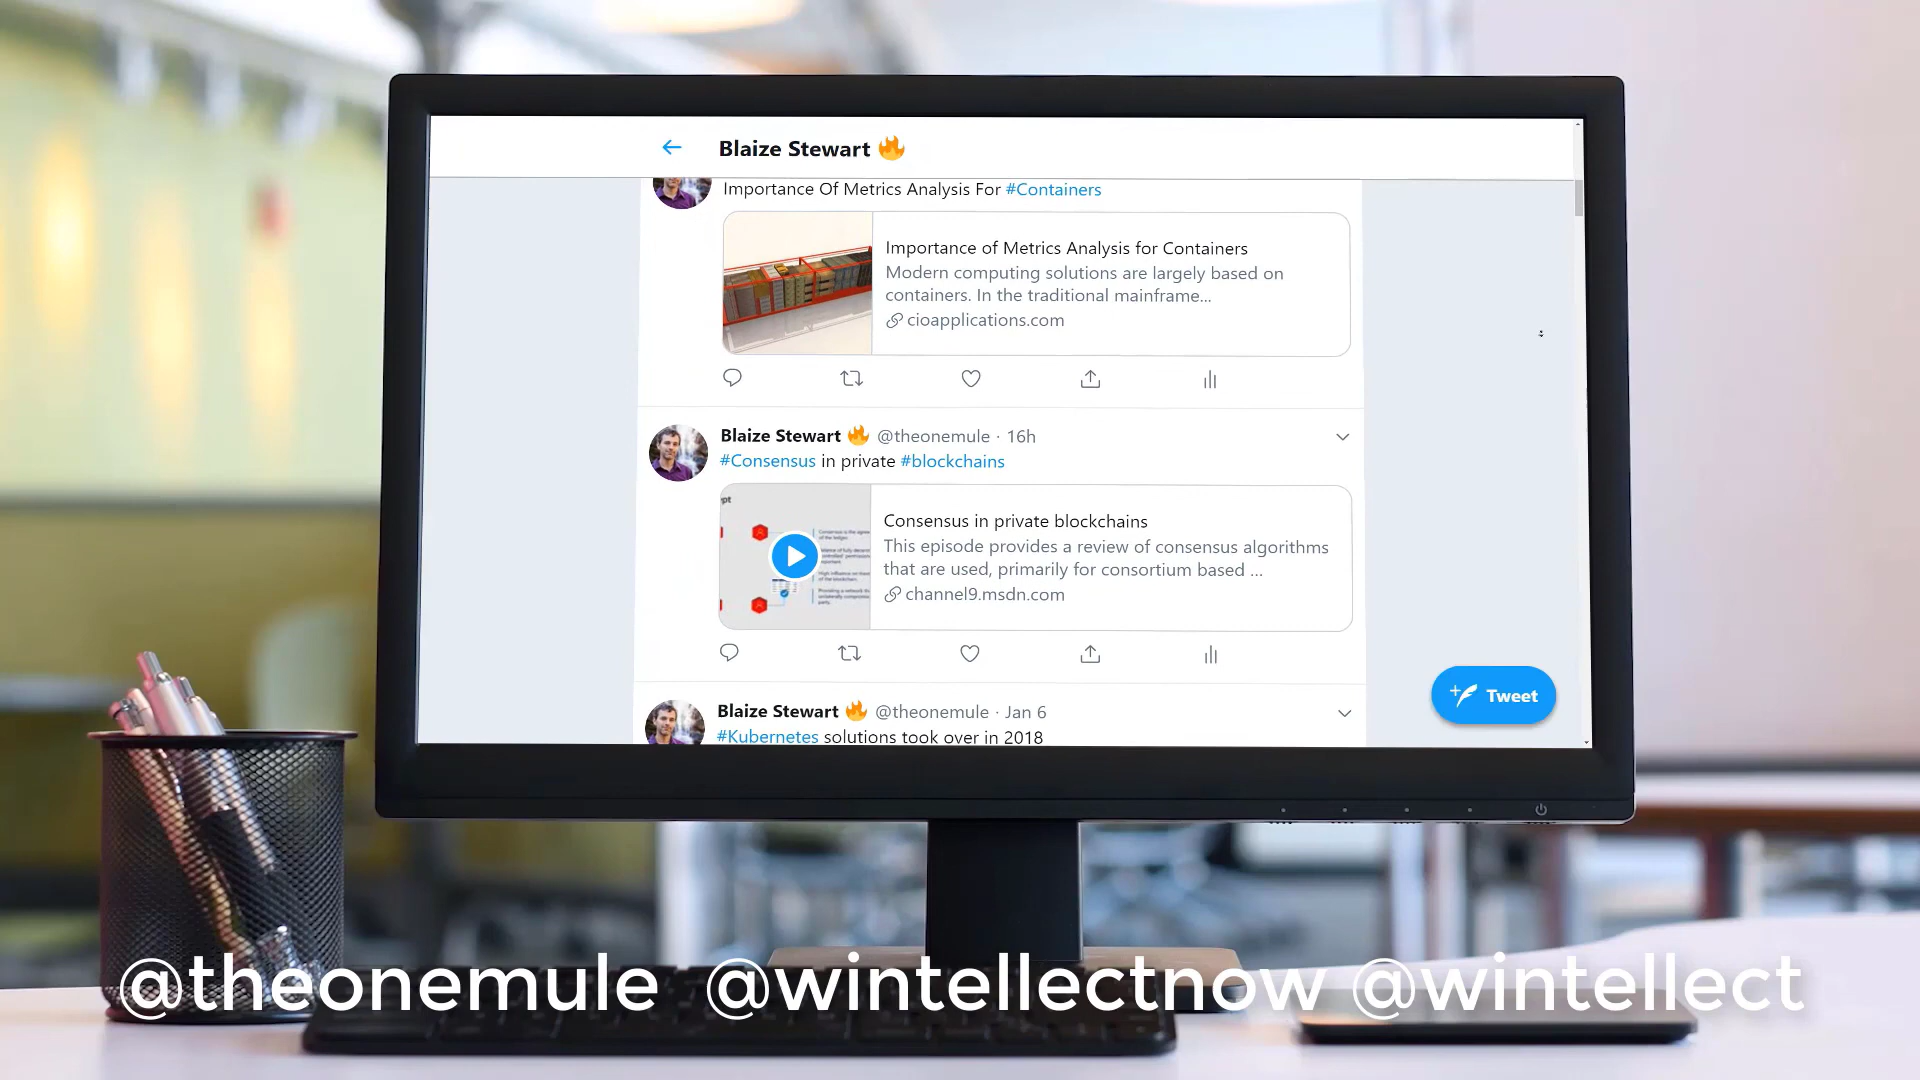 Blaize Stewart 🔥
Importance Of Metrics Analysis For #Containers
Importance of Metrics Analysis for Containers
Modern computing solutions are largely based on
containers. In the traditional mainframe...
cioapplications.com
Blaize Stewart 🔥 @theonemule · 16h
#Consensus in private #blockchains
Consensus in private blockchains
This episode provides a review of consensus algorithms
that are used, primarily for consortium based ...
channel9.msdn.com
Tweet
Blaize Stewart 🔥 @theonemule · Jan 6
#Kubernetes solutions took over in 2018
@theonemule @wintellectnow @wintellect